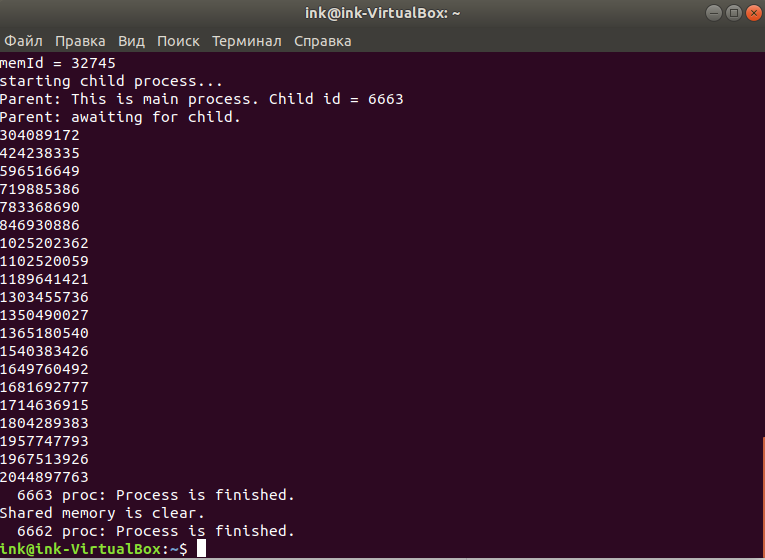 ink@ink-VirtualBox: ~
Файл Правка Вид Поиск Терминал Справка
memId = 32745
starting child process...
Parent: This is main process. Child id = 6663
Parent: awaiting for child.
304089172
424238335
596516649
719885386
783368690
846930886
1025202362
1102520059
1189641421
1303455736
1350490027
1365180540
1540383426
1649760492
1681692777
1714636915
1804289383
1957747793
1967513926
2044897763
  6663 proc: Process is finished.
Shared memory is clear.
  6662 proc: Process is finished.
ink@ink-VirtualBox:~$